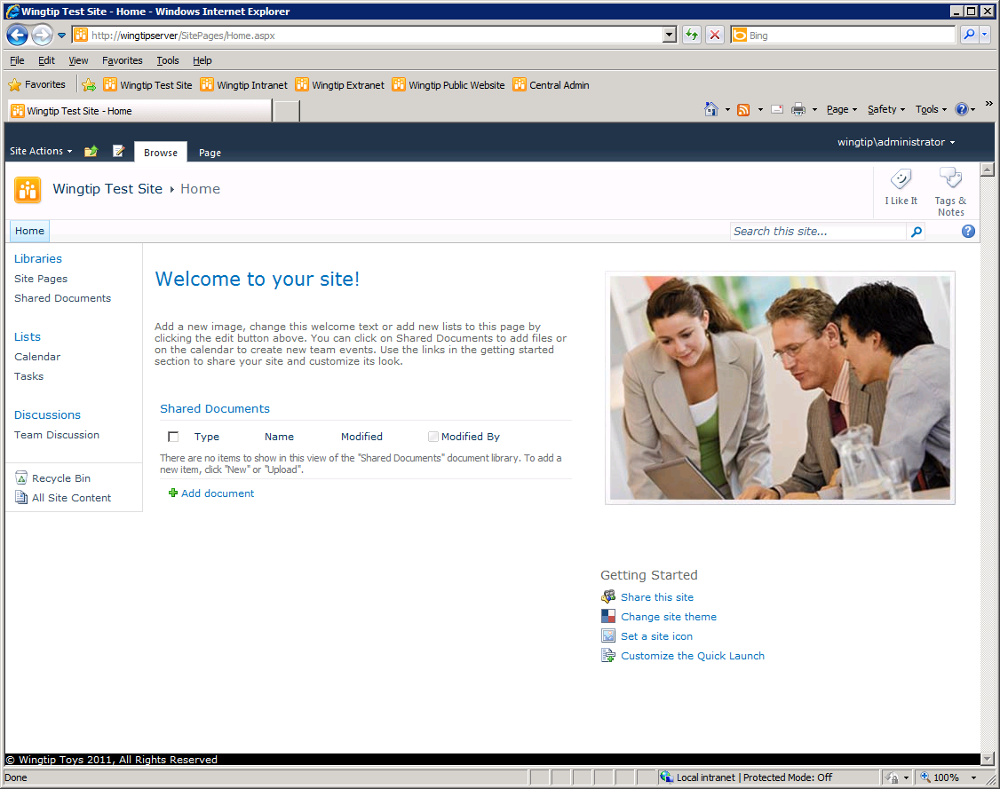 Wingtip Test Site - Home - Windows Internet Explorer
http://wingtipserver/SitePages/Home.aspx
Bing
File Edit View Favorites Tools Help
Favorites Wingtip Test Site Wingtip Intranet Wingtip Extranet Wingtip Public Website Central Admin
Wingtip Test Site - Home
Page Safety Tools »
wingtip\administrator
Site Actions Browse Page
Wingtip Test Site Home
I Like It
Tags &
Notes
Home
Search this site...
Libraries
Site Pages
Shared Documents
Lists
Calendar
Tasks
Discussions
Team Discussion
Recycle Bin
All Site Content
Welcome to your site!
Add a new image, change this welcome text or add new lists to this page by
clicking the edit button above. You can click on Shared Documents to add files or
on the calendar to create new team events. Use the links in the getting started
section to share your site and customize its look.
Shared Documents
Type Name Modified Modified By
There are no items to show in this view of the "Shared Documents" document library. To add a
new item, click "New" or "Upload".
Add document
Getting Started
Share this site
Change site theme
Set a site icon
Customize the Quick Launch
© Wingtip Toys 2011, All Rights Reserved
Done Local intranet | Protected Mode: Off 100%